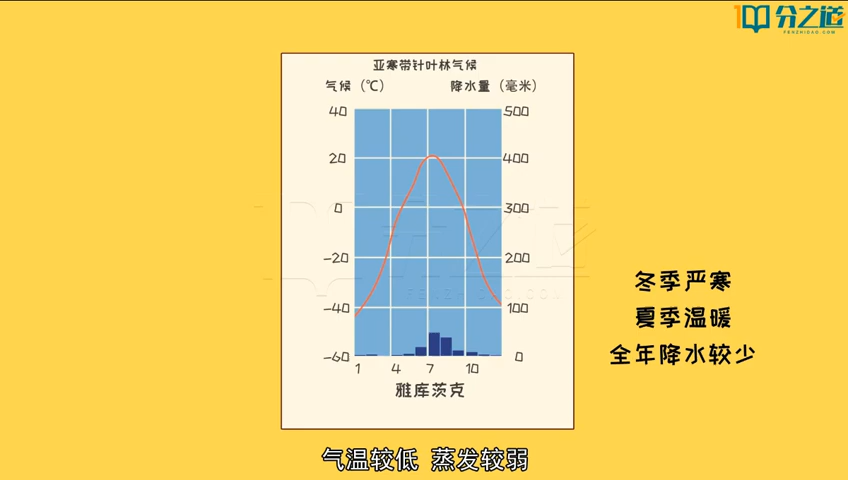 10分之道
FENZHIDAO.COM
亚寒带针叶林气候
气候（℃） 降水量（毫米）
40 500
20 400
0 300
-20 200
-40 100
-60 0
1 4 7 10
雅库茨克
冬季严寒
夏季温暖
全年降水较少
气温较低 蒸发较弱